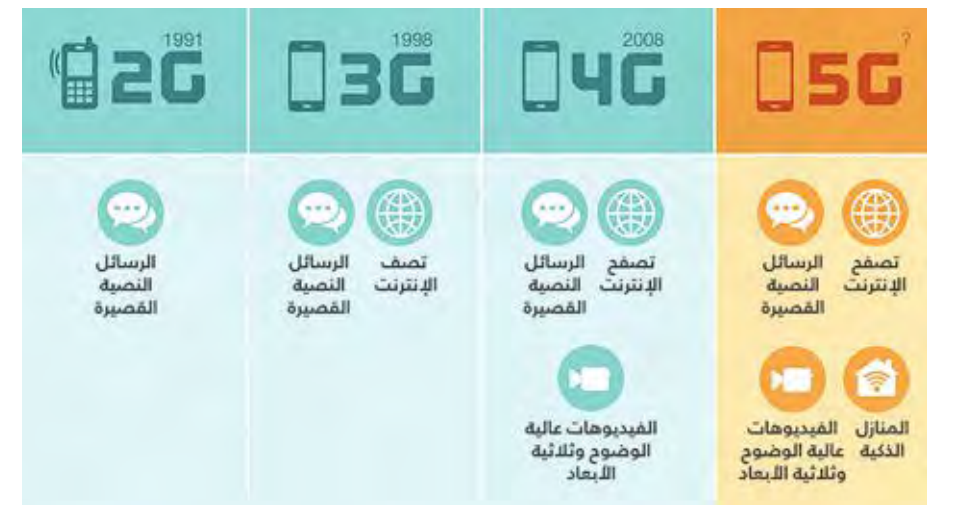 1991
2G
1998
3G
2008
4G
?
5G
الرسائل
النصية
القصيرة
تصف
الإنترنت
الرسائل
النصية
القصيرة
تصفح
الإنترنت
الرسائل
النصية
القصيرة
الفيديوهات عالية
الوضوح وثلاثية
الأبعاد
تصفح
الإنترنت
الرسائل
النصية
القصيرة
المنازل
الذكية
الفيديوهات
عالية الوضوح
وثلاثية الأبعاد